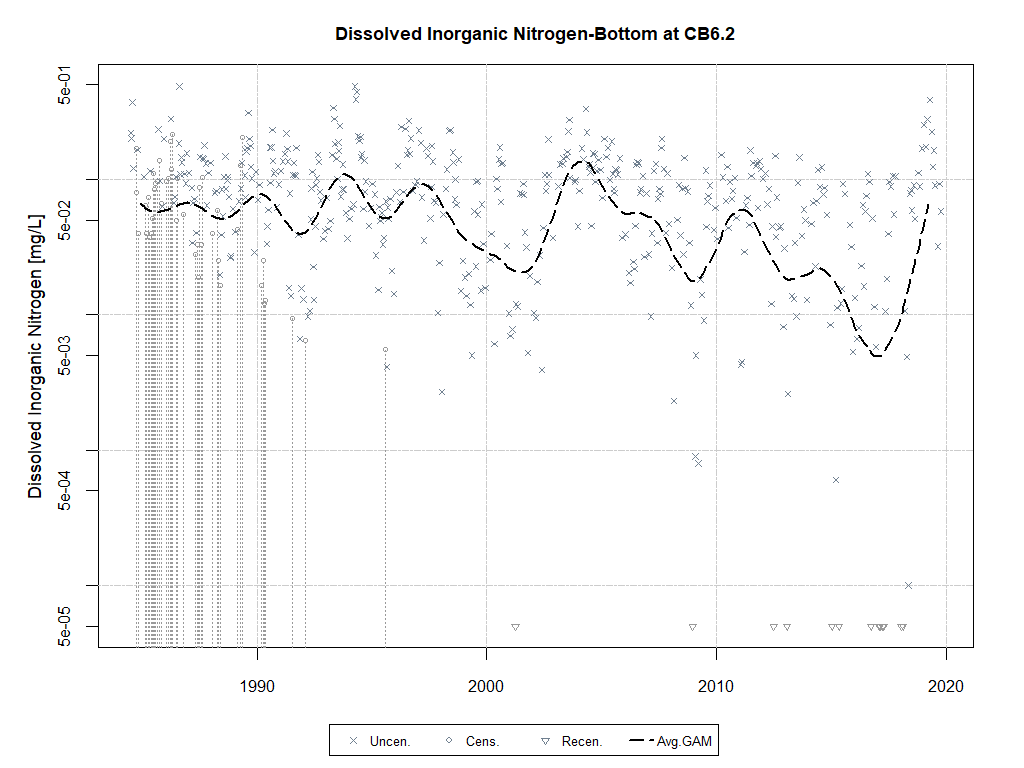 Dissolved Inorganic Nitrogen-Bottom at CB6.2
Dissolved Inorganic Nitrogen [mg/L]
5e-01
5e-02
5e-03
5e-04
5e-05
1990 2000 2010 2020
Uncen. Cens. Recen. Avg.GAM